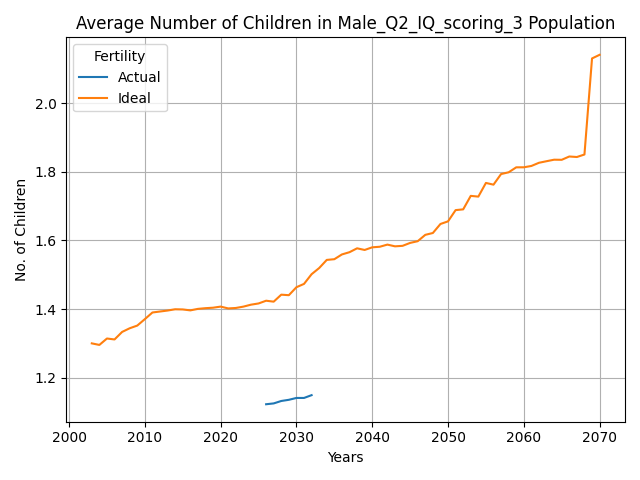 Average Number of Children in Male_Q2_IQ_scoring_3 Population
Fertility
Actual
Ideal
No. of Children
2.0
1.8
1.6
1.4
1.2
2000 2010 2020 2030 2040 2050 2060 2070
Years